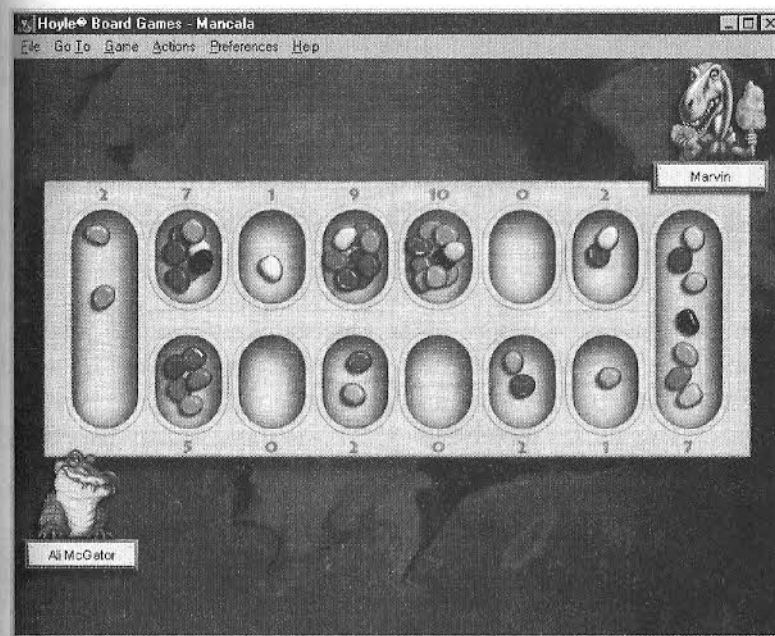 Hoyle® Board Games - Mancala
File Go To Game Actions Preferences Help
Marvin
2 7 1 9 10 0 2
5 0 2 0 2 1 7
Ali McGator